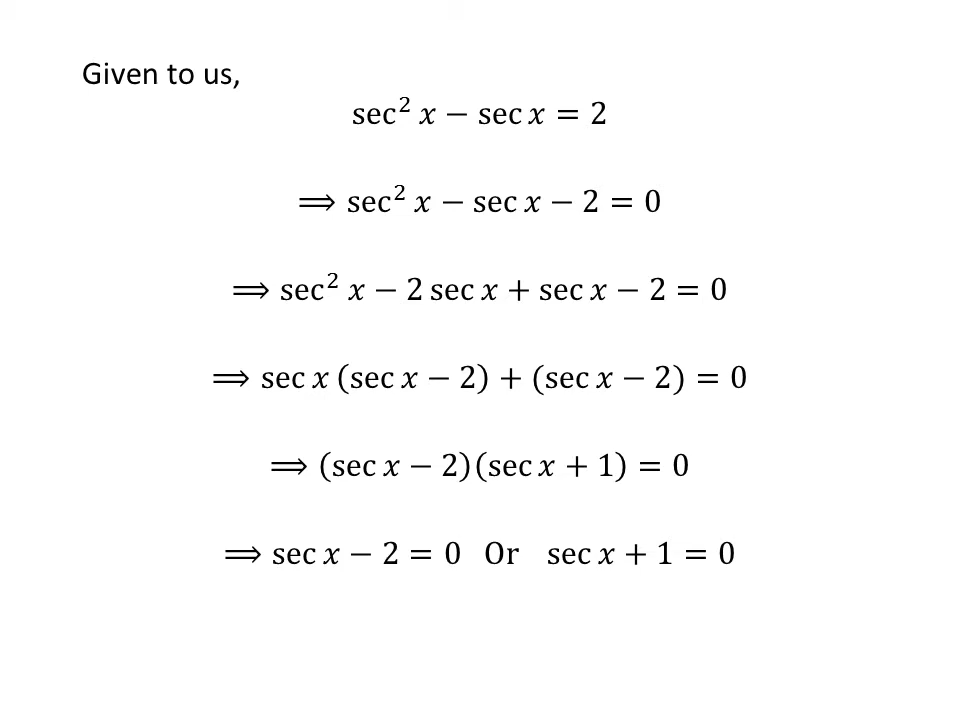 Given to us,
sec² x − sec x = 2
⟹ sec² x − sec x − 2 = 0
⟹ sec² x − 2 sec x + sec x − 2 = 0
⟹ sec x (sec x − 2) + (sec x − 2) = 0
⟹ (sec x − 2)(sec x + 1) = 0
⟹ sec x − 2 = 0 Or sec x + 1 = 0